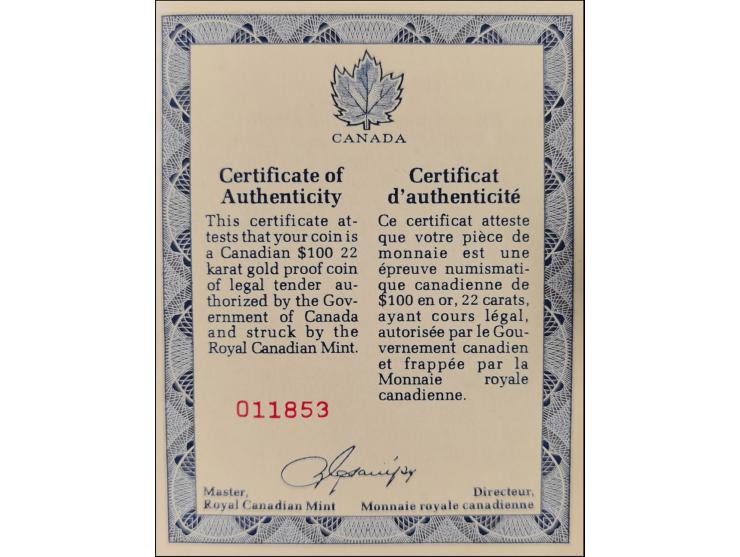 CANADA
Certificate of
Authenticity
This certificate at-
tests that your coin is
a Canadian $100 22
karat gold proof coin
of legal tender au-
thorized by the Gov-
ernment of Canada
and struck by the
Royal Canadian Mint.
011853
Certificat
d'authenticité
Ce certificat atteste
que votre pièce de
monnaie est une
épreuve numismati-
que canadienne de
$100 en or, 22 carats,
ayant cours légal,
autorisée par le Gou-
vernement canadien
et frappée par la
Monnaie royale
canadienne.
Master,
Royal Canadian Mint
Directeur,
Monnaie royale canadienne